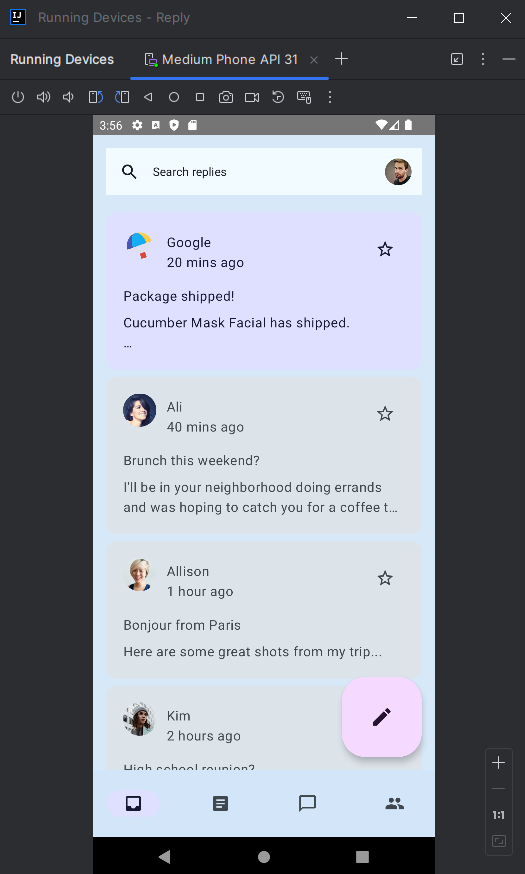 Running Devices - Reply
Running Devices
Medium Phone API 31
3:56
Search replies
Google
20 mins ago
Package shipped!
Cucumber Mask Facial has shipped.
…
Ali
40 mins ago
Brunch this weekend?
I'll be in your neighborhood doing errands
and was hoping to catch you for a coffee t…
Allison
1 hour ago
Bonjour from Paris
Here are some great shots from my trip...
Kim
2 hours ago
High school reunion?
1:1